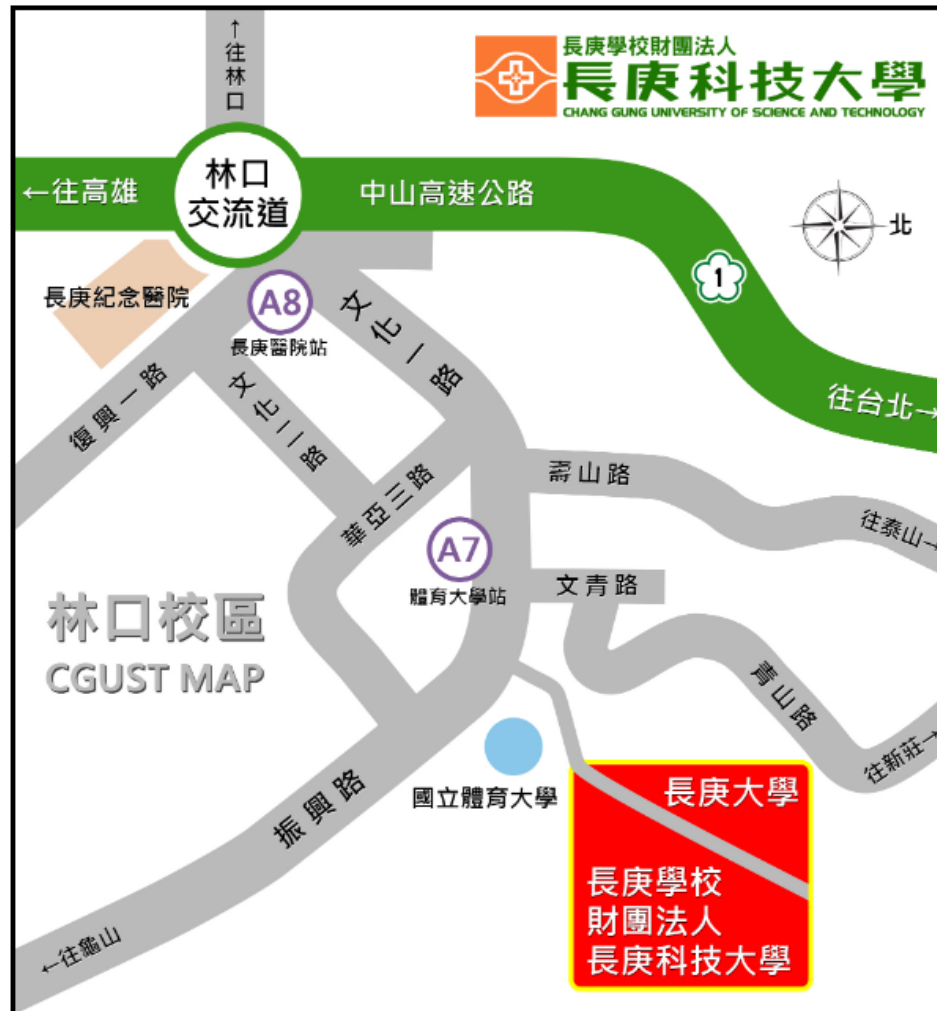 ↑往林口
長庚學校財團法人
長庚科技大學
CHANG GUNG UNIVERSITY OF SCIENCE AND TECHNOLOGY
←往高雄
林口
交流道
中山高速公路
1
北
長庚紀念醫院
A8
長庚醫院站
文化一路
往台北→
復興一路
文化二路
華亞三路
壽山路
往泰山→
A7
體育大學站
文青路
林口校區
CGUST MAP
青山路
往新莊→
國立體育大學
振興路
←往龜山
長庚大學
長庚學校
財團法人
長庚科技大學